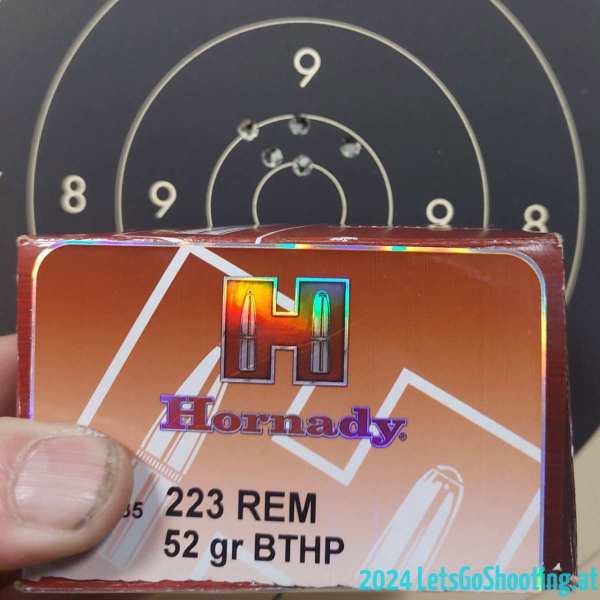 9
8 9 9 8
H
Hornady®
223 REM
52 gr BTHP
2024 LetsGoShooting.at